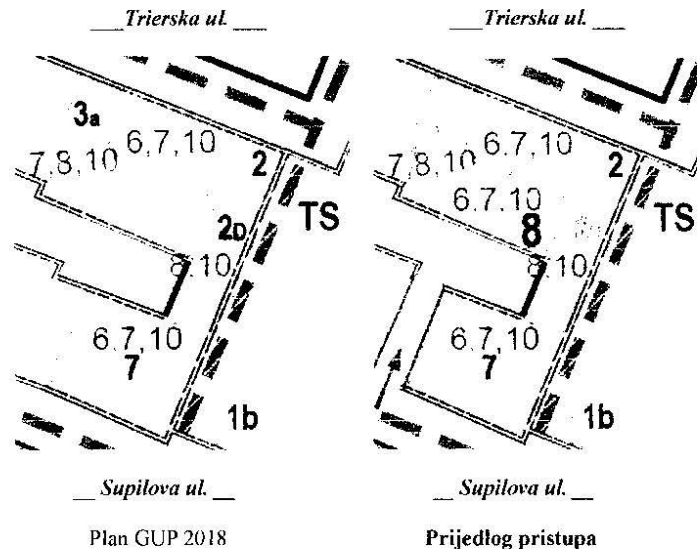 Trierska ul.
Trierska ul.
3a
6,7,10
7,8,10
2
TS
2D
8,10
6,7,10
7
1b
6,7,10
7,8,10
2
6,7,10
TS
8
8,10
6,7,10
7
1b
Supilova ul.
Supilova ul.
Plan GUP 2018
Prijedlog pristupa